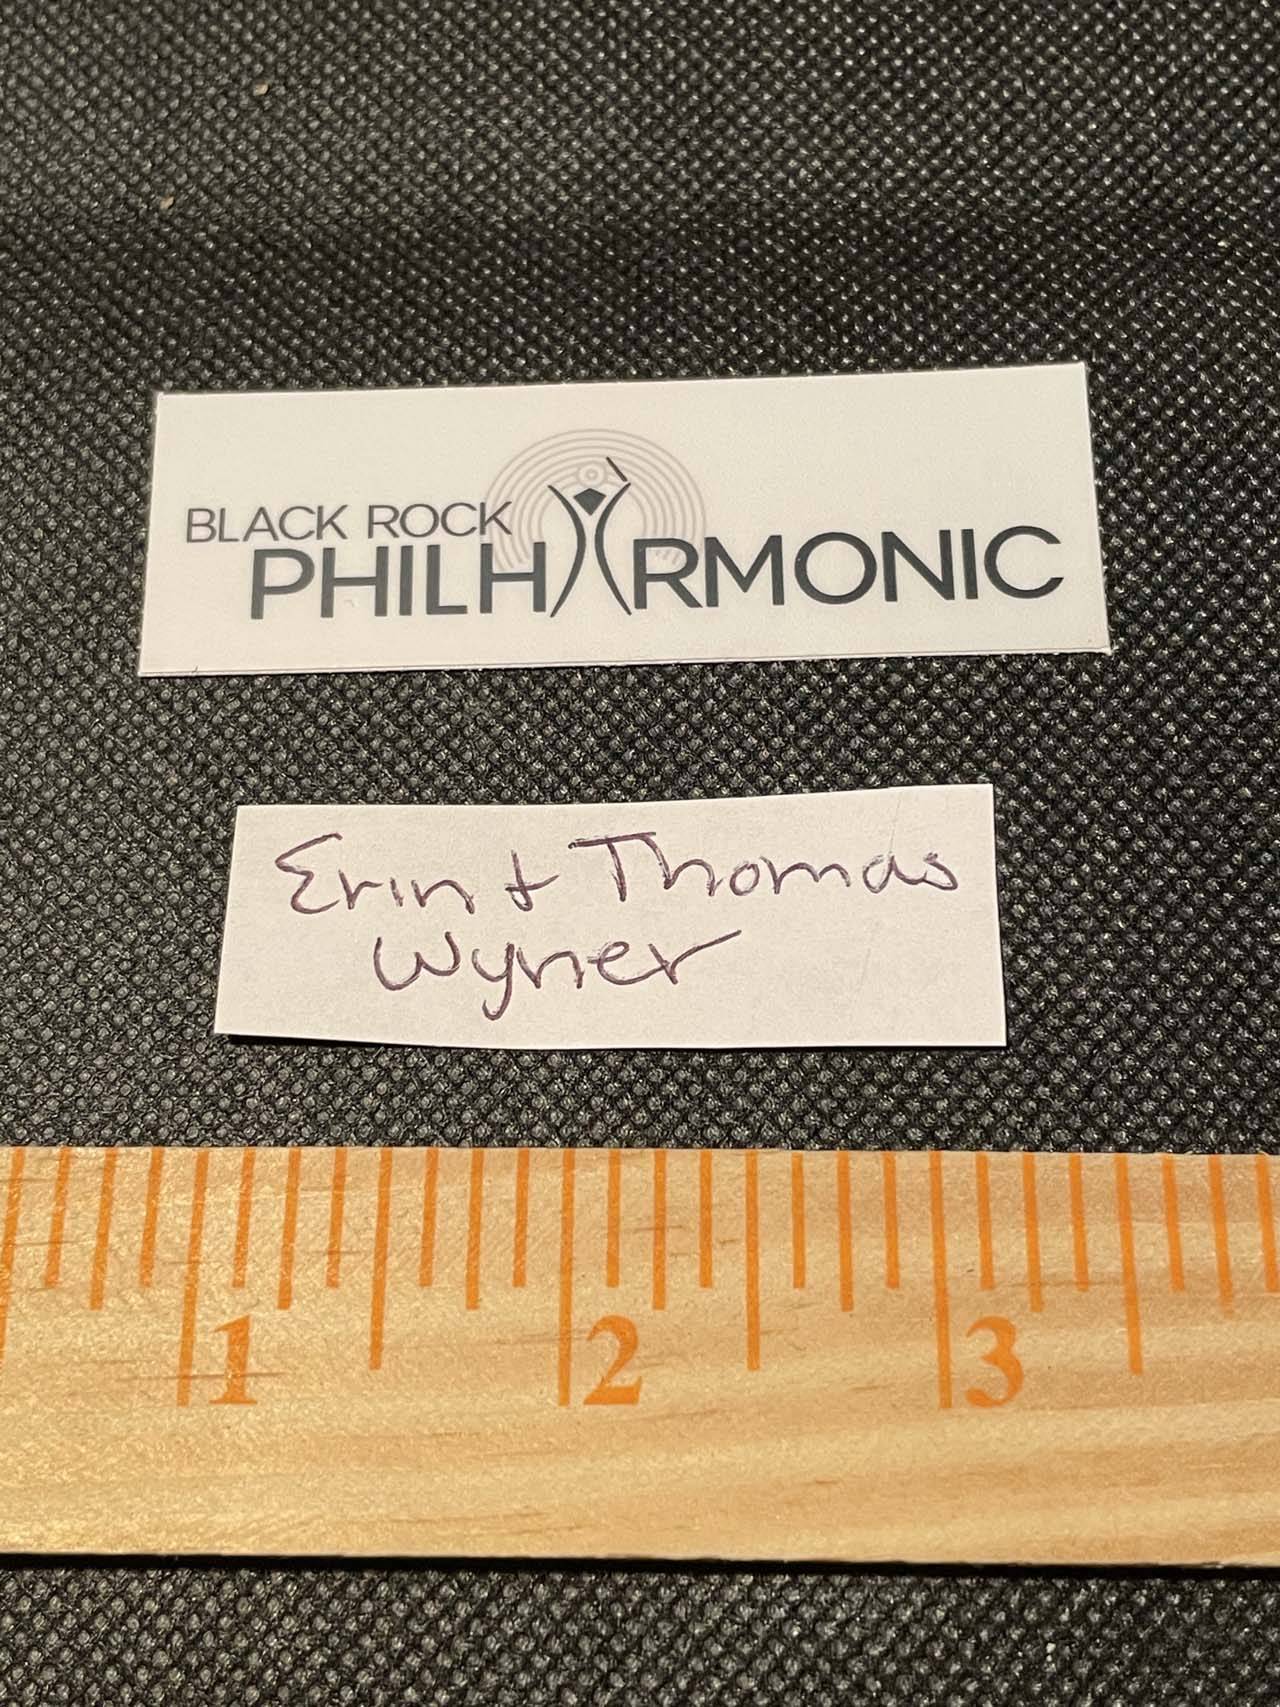 BLACK ROCK
PHILHARMONIC
Erin + Thomas
Wyner
1 2 3